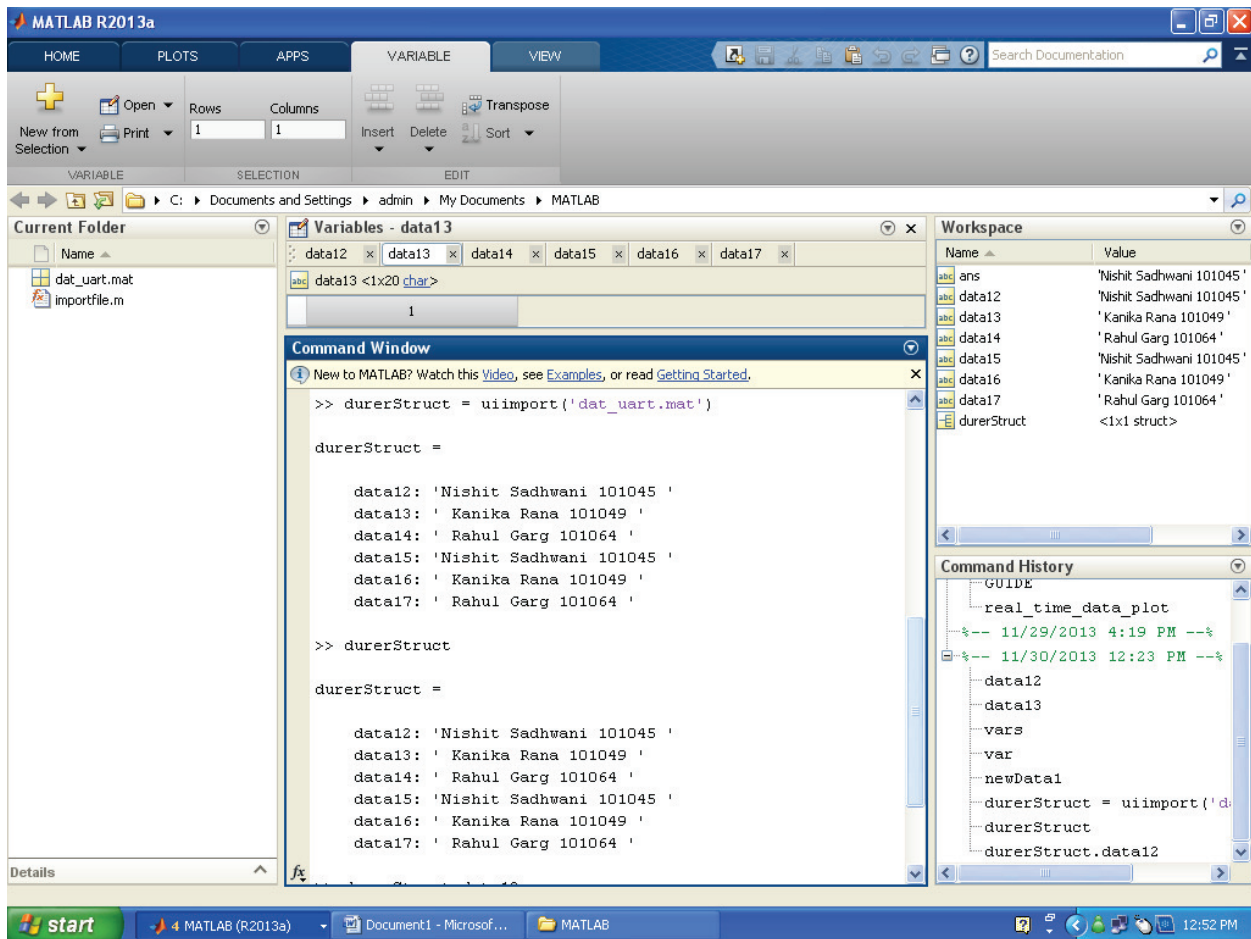 MATLAB R2013a
HOME PLOTS APPS VARIABLE VIEW
Search Documentation
New from Selection
Open
Print
Rows
1
Columns
1
Insert
Delete
Transpose
Sort
VARIABLE SELECTION EDIT
C: Documents and Settings admin My Documents MATLAB
Current Folder
Name
dat_uart.mat
importfile.m
Details
Variables - data13
data12 data13 data14 data15 data16 data17
data13 <1x20 char>
1
Command Window
New to MATLAB? Watch this Video, see Examples, or read Getting Started.
>> durerStruct = uiimport('dat_uart.mat')
durerStruct =
data12: 'Nishit Sadhwani 101045 '
data13: ' Kanika Rana 101049 '
data14: ' Rahul Garg 101064 '
data15: 'Nishit Sadhwani 101045 '
data16: ' Kanika Rana 101049 '
data17: ' Rahul Garg 101064 '
>> durerStruct
durerStruct =
data12: 'Nishit Sadhwani 101045 '
data13: ' Kanika Rana 101049 '
data14: ' Rahul Garg 101064 '
data15: 'Nishit Sadhwani 101045 '
data16: ' Kanika Rana 101049 '
data17: ' Rahul Garg 101064 '
fx
Workspace
Name Value
ans 'Nishit Sadhwani 101045 '
data12 'Nishit Sadhwani 101045 '
data13 ' Kanika Rana 101049 '
data14 ' Rahul Garg 101064 '
data15 'Nishit Sadhwani 101045 '
data16 ' Kanika Rana 101049 '
data17 ' Rahul Garg 101064 '
durerStruct <1x1 struct>
Command History
GUIDE
real_time_data_plot
%-- 11/29/2013 4:19 PM --%
%-- 11/30/2013 12:23 PM --%
data12
data13
vars
var
newData1
durerStruct = uiimport('d
durerStruct
durerStruct.data12
start
4 MATLAB (R2013a)
Document1 - Microsof...
MATLAB
12:52 PM